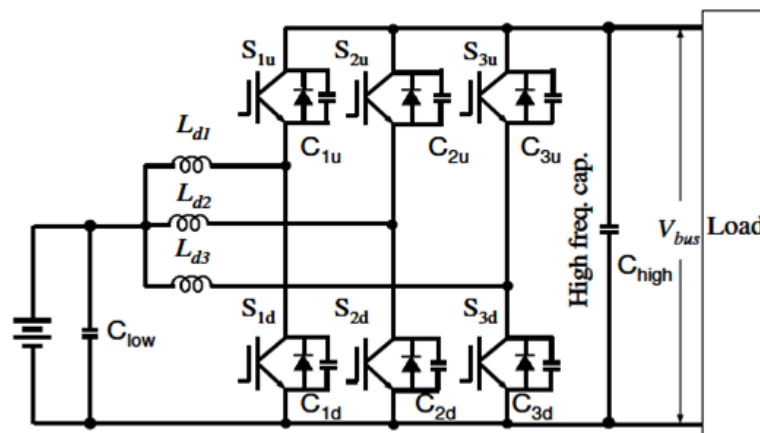 S1u S2u S3u
Ld1
C1u C2u C3u
Ld2
Ld3
High freq. cap.
Vbus
Load
Chigh
S1d S2d S3d
Clow
C1d C2d C3d